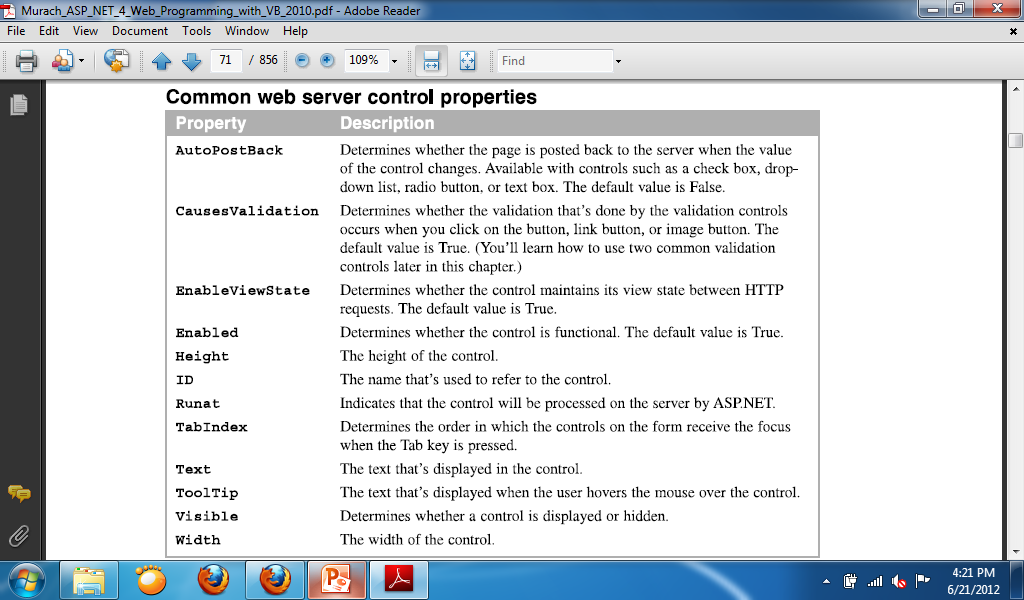 Murach_ASP_NET_4_Web_Programming_with_VB_2010.pdf - Adobe Reader
File Edit View Document Tools Window Help
71 / 856 109% Find
Common web server control properties
Property Description
AutoPostBack Determines whether the page is posted back to the server when the value
of the control changes. Available with controls such as a check box, drop-
down list, radio button, or text box. The default value is False.
CausesValidation Determines whether the validation that's done by the validation controls
occurs when you click on the button, link button, or image button. The
default value is True. (You'll learn how to use two common validation
controls later in this chapter.)
EnableViewState Determines whether the control maintains its view state between HTTP
requests. The default value is True.
Enabled Determines whether the control is functional. The default value is True.
Height The height of the control.
ID The name that's used to refer to the control.
Runat Indicates that the control will be processed on the server by ASP.NET.
TabIndex Determines the order in which the controls on the form receive the focus
when the Tab key is pressed.
Text The text that's displayed in the control.
ToolTip The text that's displayed when the user hovers the mouse over the control.
Visible Determines whether a control is displayed or hidden.
Width The width of the control.
4:21 PM
6/21/2012